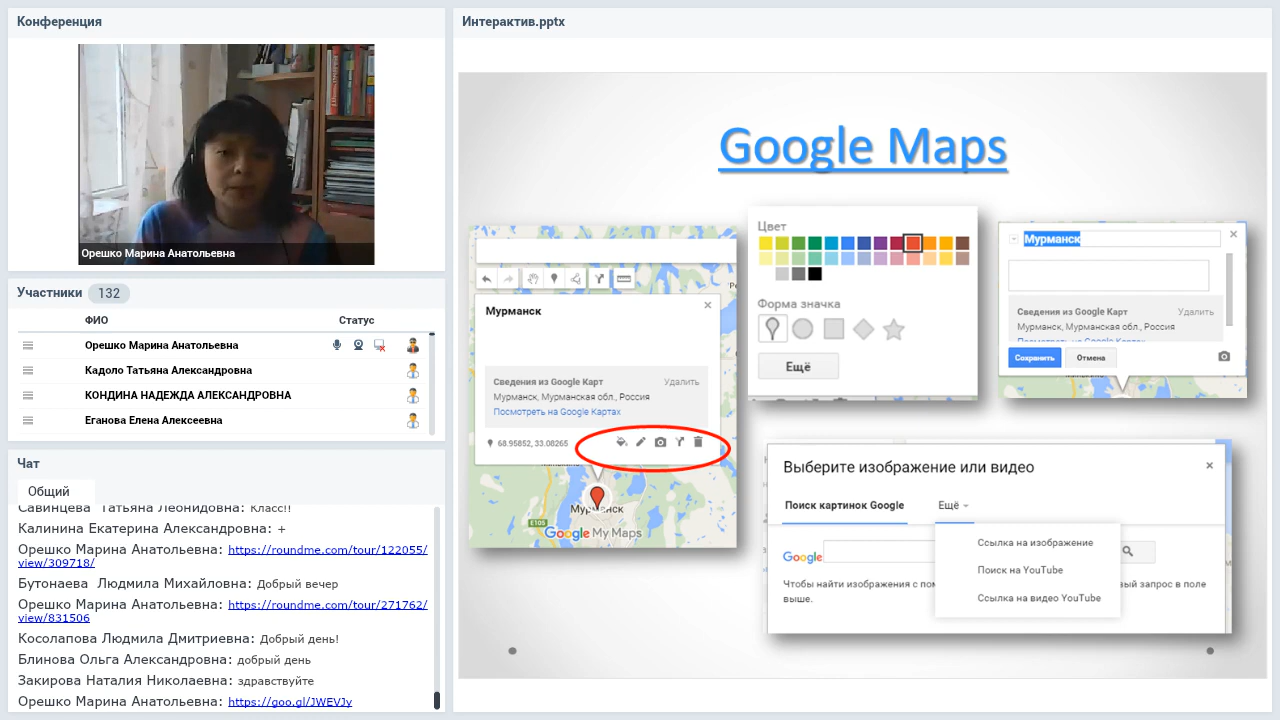 Конференция
Орешко Марина Анатольевна
Участники 132
ФИО Статус
Орешко Марина Анатольевна
Кадоло Татьяна Александровна
КОНДИНА НАДЕЖДА АЛЕКСАНДРОВНА
Еганова Елена Алексеевна
Чат
Общий
Савинцева Татьяна Леонидовна: Класс!!
Калинина Екатерина Александровна: +
Орешко Марина Анатольевна: https://roundme.com/tour/122055/
view/309718/
Бутонаева Людмила Михайловна: Добрый вечер
Орешко Марина Анатольевна: https://roundme.com/tour/271762/
view/831506
Косолапова Людмила Дмитриевна: Добрый день!
Блинова Ольга Александровна: добрый день
Закирова Наталия Николаевна: здравствуйте
Орешко Марина Анатольевна: https://goo.gl/JWEVJy
Интерактив.pptx
Google Maps
Мурманск
Сведения из Google Карт Удалить
Мурманск, Мурманская обл., Россия
Посмотреть на Google Картах
68.95852, 33.08265
Мурманск
E105
Google My Maps
Цвет
Форма значка
Ещё
Мурманск
Сведения из Google Карт Удалить
Мурманск, Мурманская обл., Россия
Посмотреть на Google Картах
Сохранить Отмена
Выберите изображение или видео
Поиск картинок Google Ещё
Ссылка на изображение
Поиск на YouTube
Ссылка на видео YouTube
Google
Чтобы найти изображения с пом вый запрос в поле
выше.